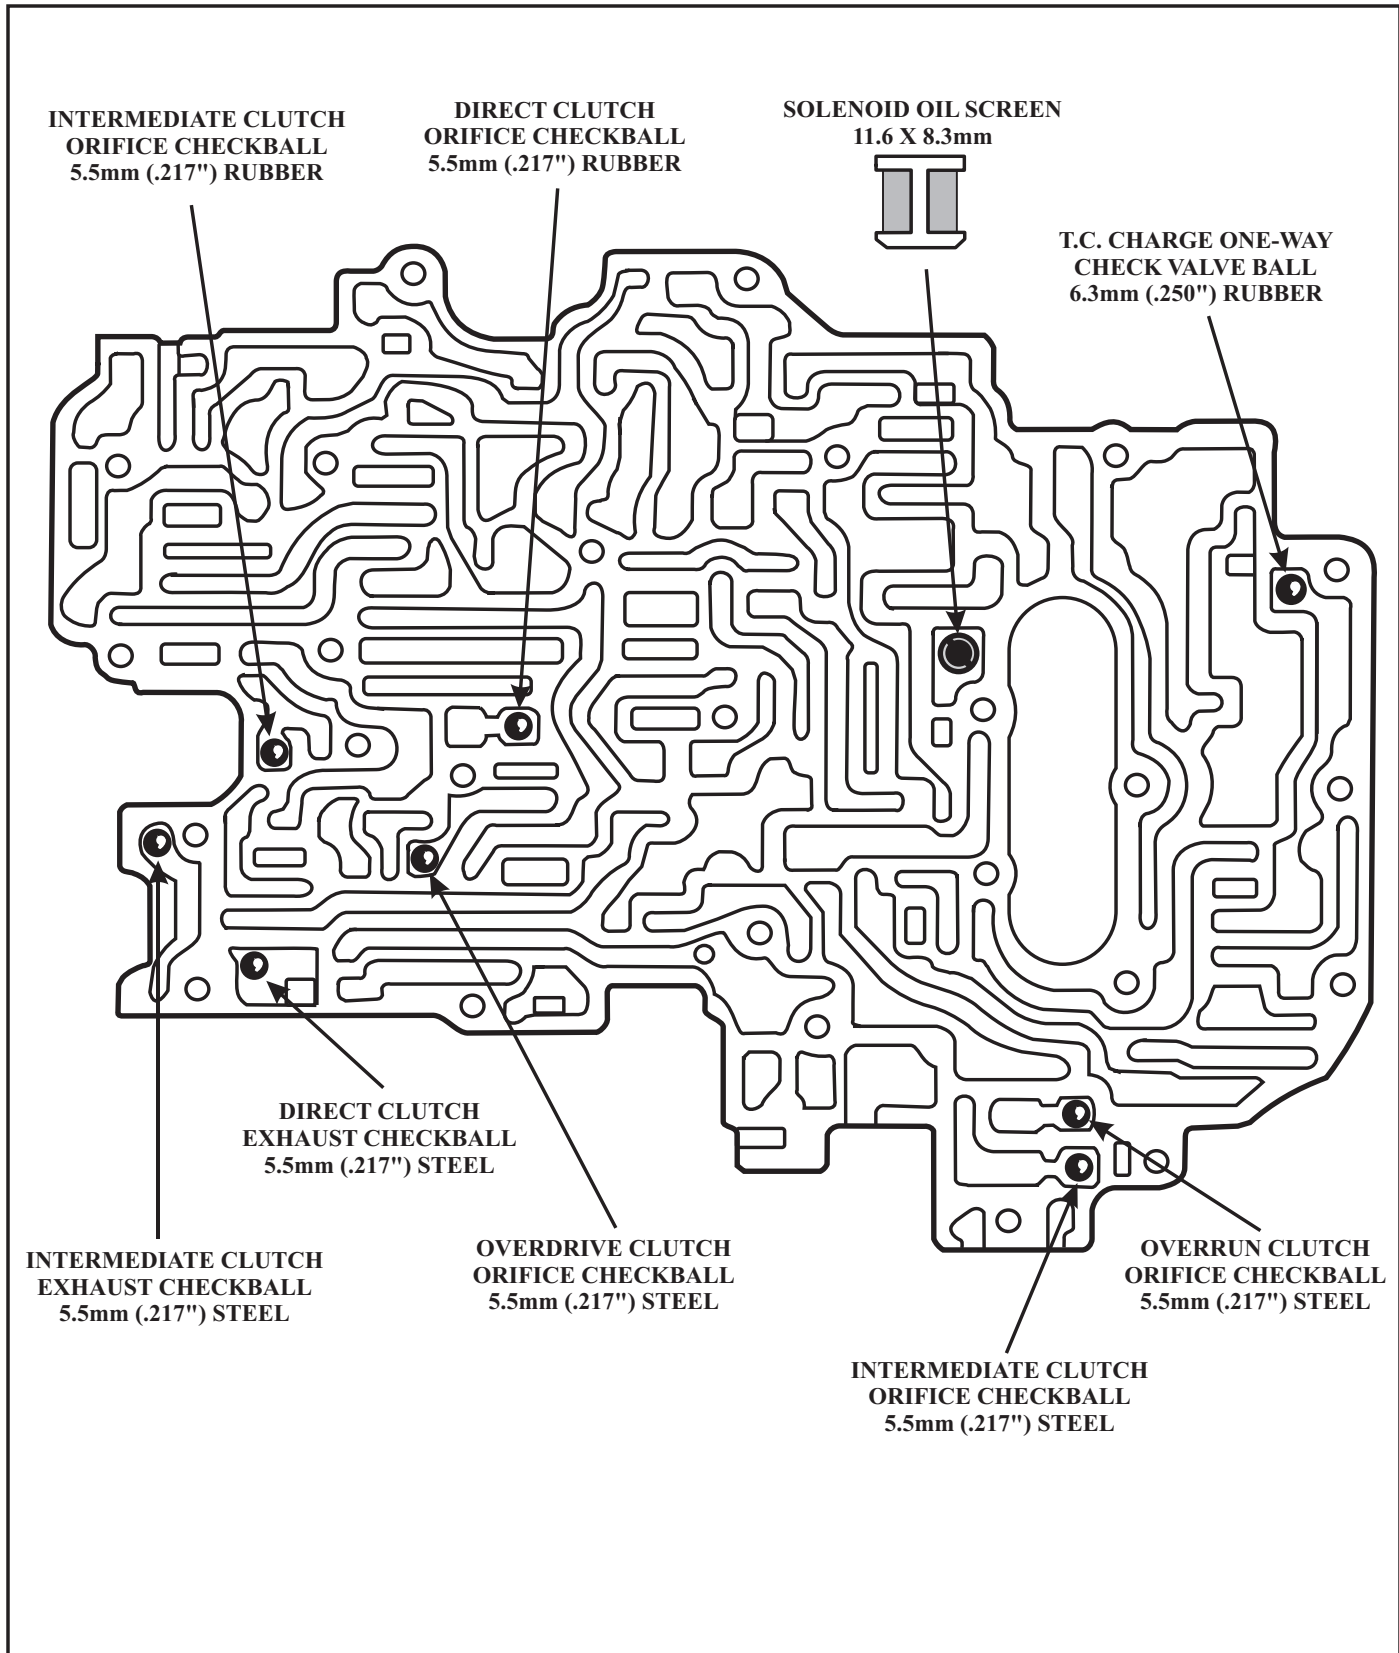 INTERMEDIATE CLUTCH
ORIFICE CHECKBALL
5.5mm (.217") RUBBER
DIRECT CLUTCH
ORIFICE CHECKBALL
5.5mm (.217") RUBBER
SOLENOID OIL SCREEN
11.6 X 8.3mm
T.C. CHARGE ONE-WAY
CHECK VALVE BALL
6.3mm (.250") RUBBER
DIRECT CLUTCH
EXHAUST CHECKBALL
5.5mm (.217") STEEL
INTERMEDIATE CLUTCH
EXHAUST CHECKBALL
5.5mm (.217") STEEL
OVERDRIVE CLUTCH
ORIFICE CHECKBALL
5.5mm (.217") STEEL
OVERRUN CLUTCH
ORIFICE CHECKBALL
5.5mm (.217") STEEL
INTERMEDIATE CLUTCH
ORIFICE CHECKBALL
5.5mm (.217") STEEL